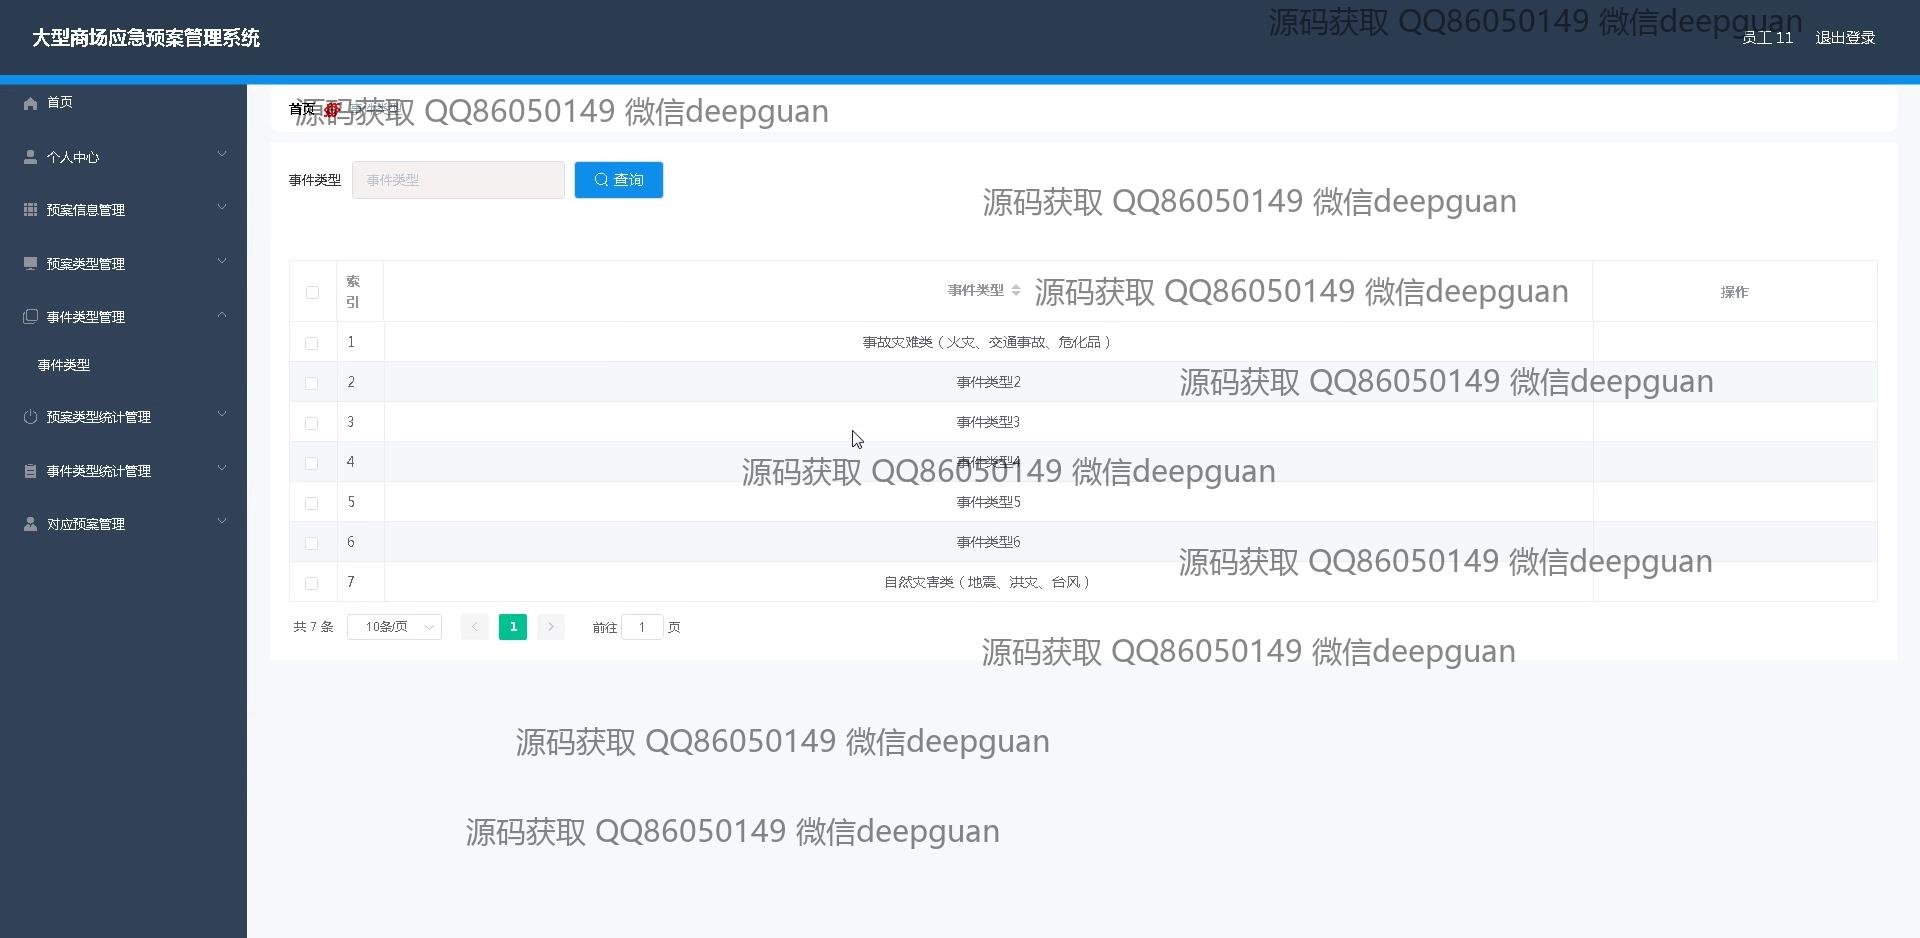 大型商场应急预案管理系统
源码获取 QQ86050149 微信deepguan
员工 11 退出登录
首页
个人中心
预案信息管理
预案类型管理
事件类型管理
事件类型
预案类型统计管理
事件类型统计管理
对应预案管理
首页 事件类型
源码获取 QQ86050149 微信deepguan
事件类型 事件类型 查询
源码获取 QQ86050149 微信deepguan
索引 事件类型 操作
源码获取 QQ86050149 微信deepguan
1 事故灾难类（火灾、交通事故、危化品）
2 事件类型2
源码获取 QQ86050149 微信deepguan
3 事件类型3
4 事件类型4
源码获取 QQ86050149 微信deepguan
5 事件类型5
6 事件类型6
源码获取 QQ86050149 微信deepguan
7 自然灾害类（地震、洪灾、台风）
共 7 条 10条/页 1 前往 1 页
源码获取 QQ86050149 微信deepguan
源码获取 QQ86050149 微信deepguan
源码获取 QQ86050149 微信deepguan